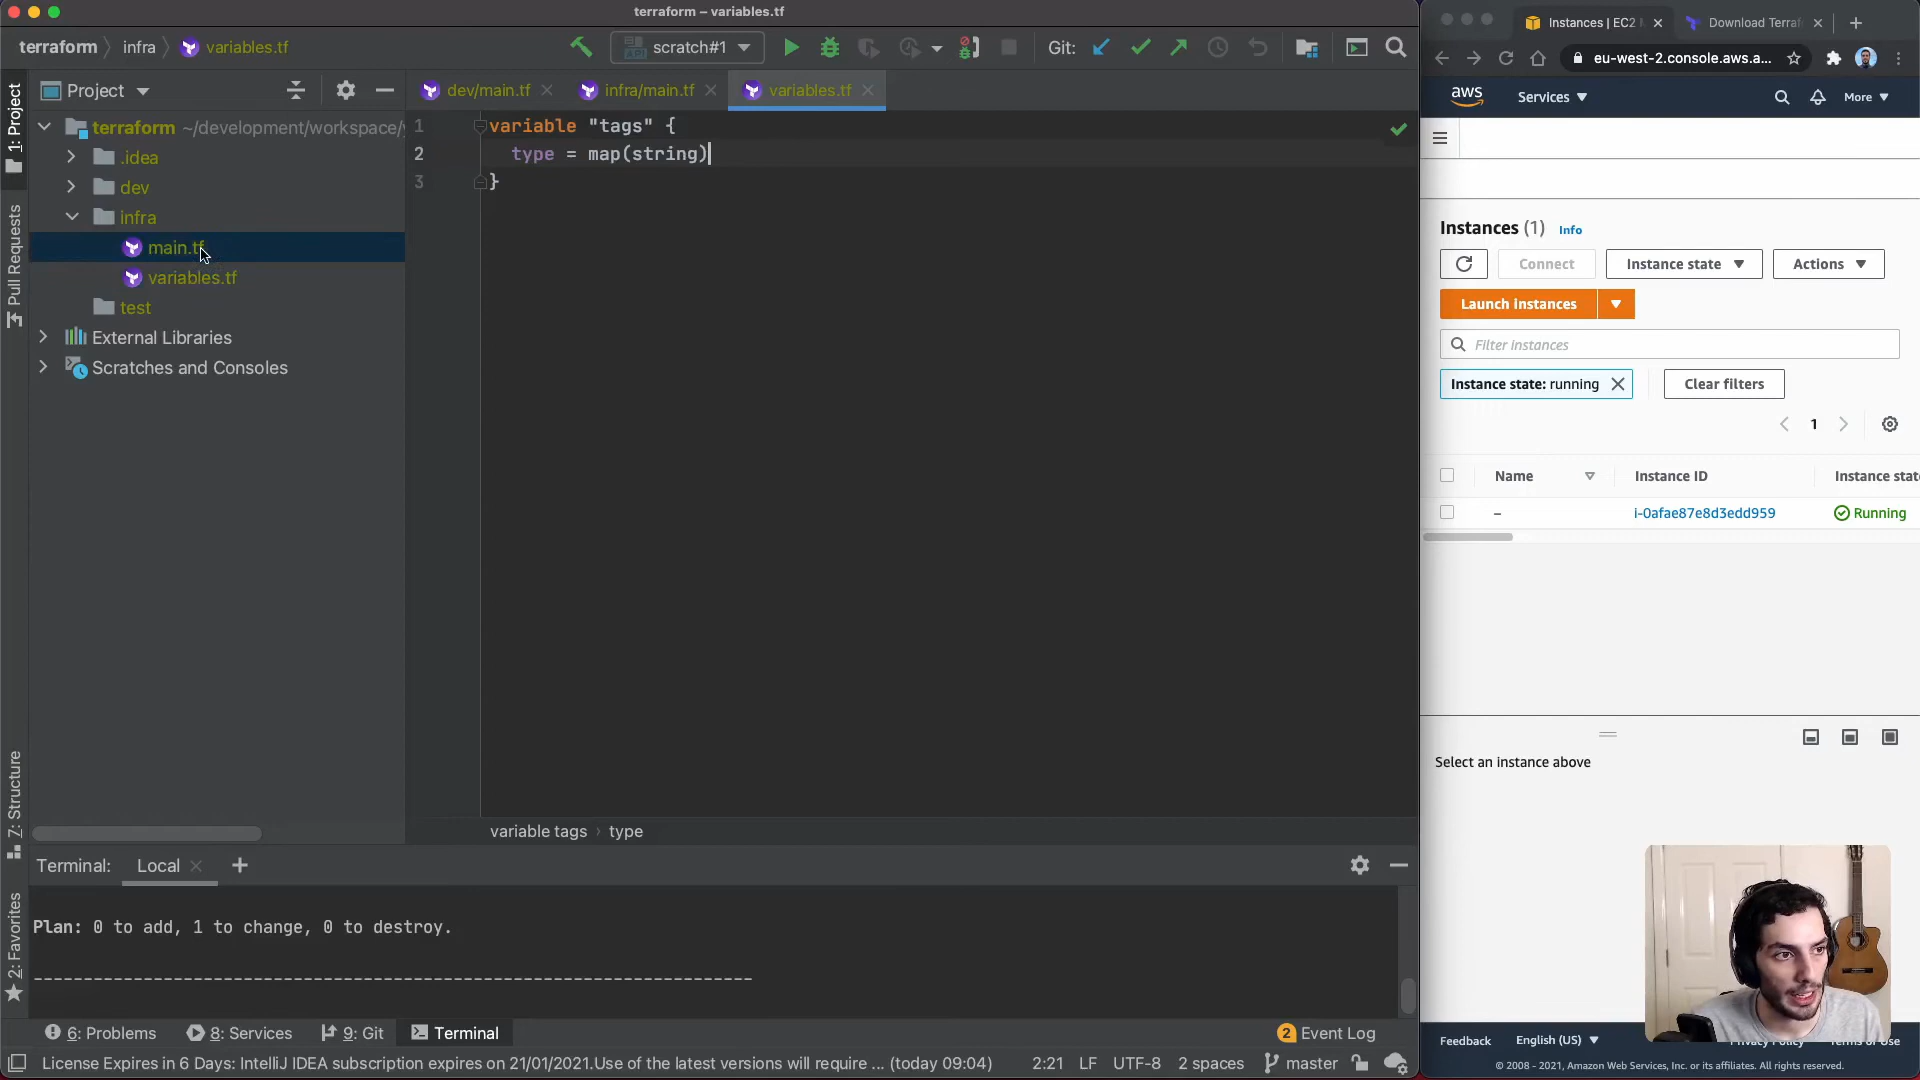 terraform – variables.tf
terraform infra variables.tf
scratch#1
Git:
Project
dev/main.tf
infra/main.tf
variables.tf
1: Project
Pull Requests
7: Structure
2: Favorites
terraform ~/development/workspace/
.idea
dev
infra
main.tf
variables.tf
test
External Libraries
Scratches and Consoles
1 variable "tags" {
2 type = map(string)
3 }
variable tags › type
Terminal: Local
Plan: 0 to add, 1 to change, 0 to destroy.
------------------------------------------------------------------------
6: Problems
8: Services
9: Git
Terminal
2 Event Log
License Expires in 6 Days: IntelliJ IDEA subscription expires on 21/01/2021.Use of the latest versions will require ... (today 09:04)
2:21 LF UTF-8 2 spaces master
Instances | EC2
Download Terraf
eu-west-2.console.aws.a...
aws
Services
More
Instances (1) Info
Connect
Instance state
Actions
Launch instances
Filter instances
Instance state: running
Clear filters
1
Name
Instance ID
Instance stat
–
i-0afae87e8d3edd959
Running
Select an instance above
Feedback
English (US)
© 2008 - 2021, Amazon Web Services, Inc. or its affiliates. All rights reserved.